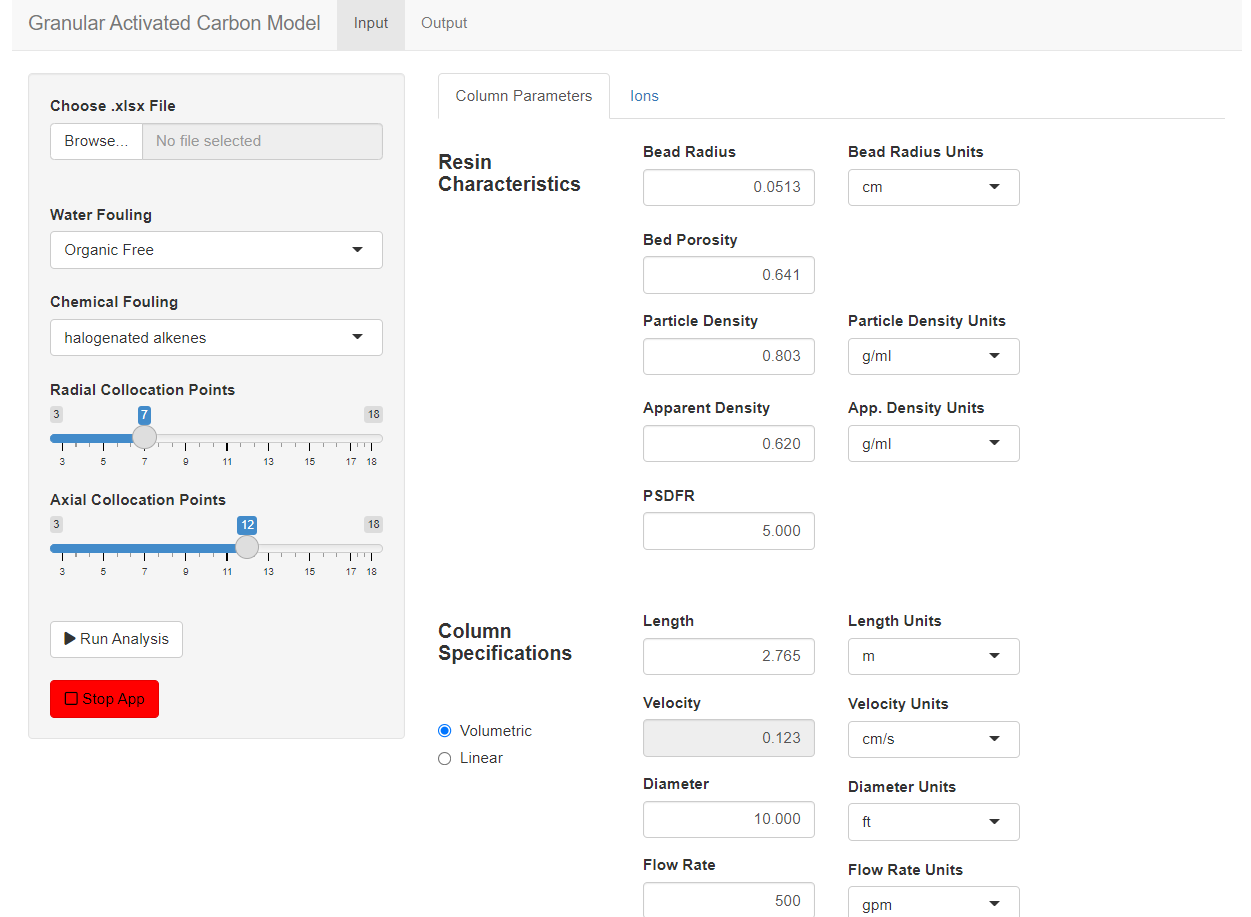 Granular Activated Carbon Model Input Output
Choose .xlsx File
Browse... No file selected
Water Fouling
Organic Free
Chemical Fouling
halogenated alkenes
Radial Collocation Points
3 7 18
3 5 7 9 11 13 15 17 18
Axial Collocation Points
3 12 18
3 5 7 9 11 13 15 17 18
Run Analysis
Stop App
Column Parameters Ions
Resin
Characteristics
Bead Radius Bead Radius Units
0.0513 cm
Bed Porosity
0.641
Particle Density Particle Density Units
0.803 g/ml
Apparent Density App. Density Units
0.620 g/ml
PSDFR
5.000
Column
Specifications
Volumetric
Linear
Length Length Units
2.765 m
Velocity Velocity Units
0.123 cm/s
Diameter Diameter Units
10.000 ft
Flow Rate Flow Rate Units
500 gpm